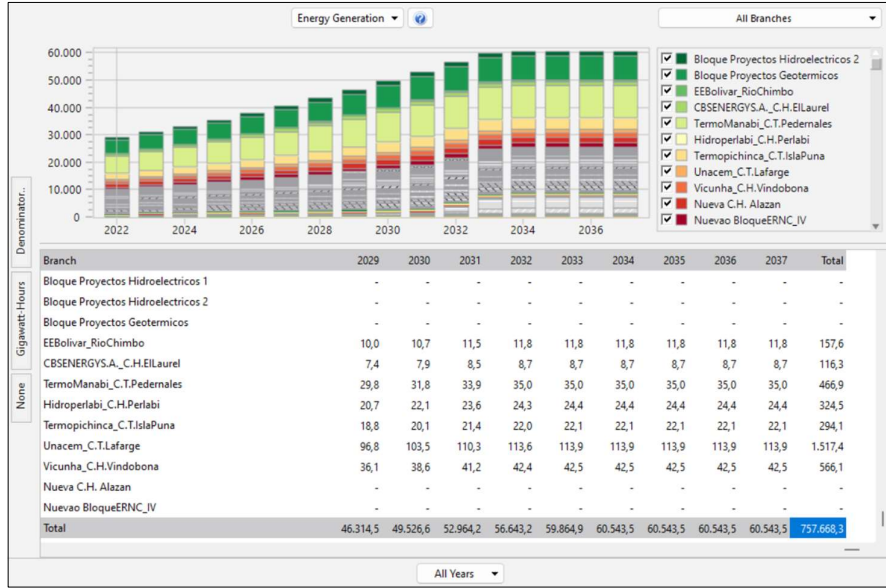 Energy Generation
All Branches
60.000
50.000
40.000
30.000
20.000
10.000
0
2022 2024 2026 2028 2030 2032 2034 2036
Bloque Proyectos Hidroelectricos 2
Bloque Proyectos Geotermicos
EEBolivar_RioChimbo
CBSENERGYS.A._C.H.ElLaurel
TermoManabi_C.T.Pedernales
Hidroperlabi_C.H.Perlabi
Termopichinca_C.T.IslaPuna
Unacem_C.T.Lafarge
Vicunha_C.H.Vindobona
Nueva C.H. Alazan
Nuevao BloqueERNC_IV
Denominator..
Gigawatt-Hours
None
Branch 2029 2030 2031 2032 2033 2034 2035 2036 2037 Total
Bloque Proyectos Hidroelectricos 1 - - - - - - - - - -
Bloque Proyectos Hidroelectricos 2 - - - - - - - - - -
Bloque Proyectos Geotermicos - - - - - - - - - -
EEBolivar_RioChimbo 10,0 10,7 11,5 11,8 11,8 11,8 11,8 11,8 11,8 157,6
CBSENERGYS.A._C.H.ElLaurel 7,4 7,9 8,5 8,7 8,7 8,7 8,7 8,7 8,7 116,3
TermoManabi_C.T.Pedernales 29,8 31,8 33,9 35,0 35,0 35,0 35,0 35,0 35,0 466,9
Hidroperlabi_C.H.Perlabi 20,7 22,1 23,6 24,3 24,4 24,4 24,4 24,4 24,4 324,5
Termopichinca_C.T.IslaPuna 18,8 20,1 21,4 22,0 22,1 22,1 22,1 22,1 22,1 294,1
Unacem_C.T.Lafarge 96,8 103,5 110,3 113,6 113,9 113,9 113,9 113,9 113,9 1.517,4
Vicunha_C.H.Vindobona 36,1 38,6 41,2 42,4 42,5 42,5 42,5 42,5 42,5 566,1
Nueva C.H. Alazan - - - - - - - - - -
Nuevao BloqueERNC_IV - - - - - - - - - -
Total 46.314,5 49.526,6 52.964,2 56.643,2 59.864,9 60.543,5 60.543,5 60.543,5 60.543,5 757.668,3
All Years